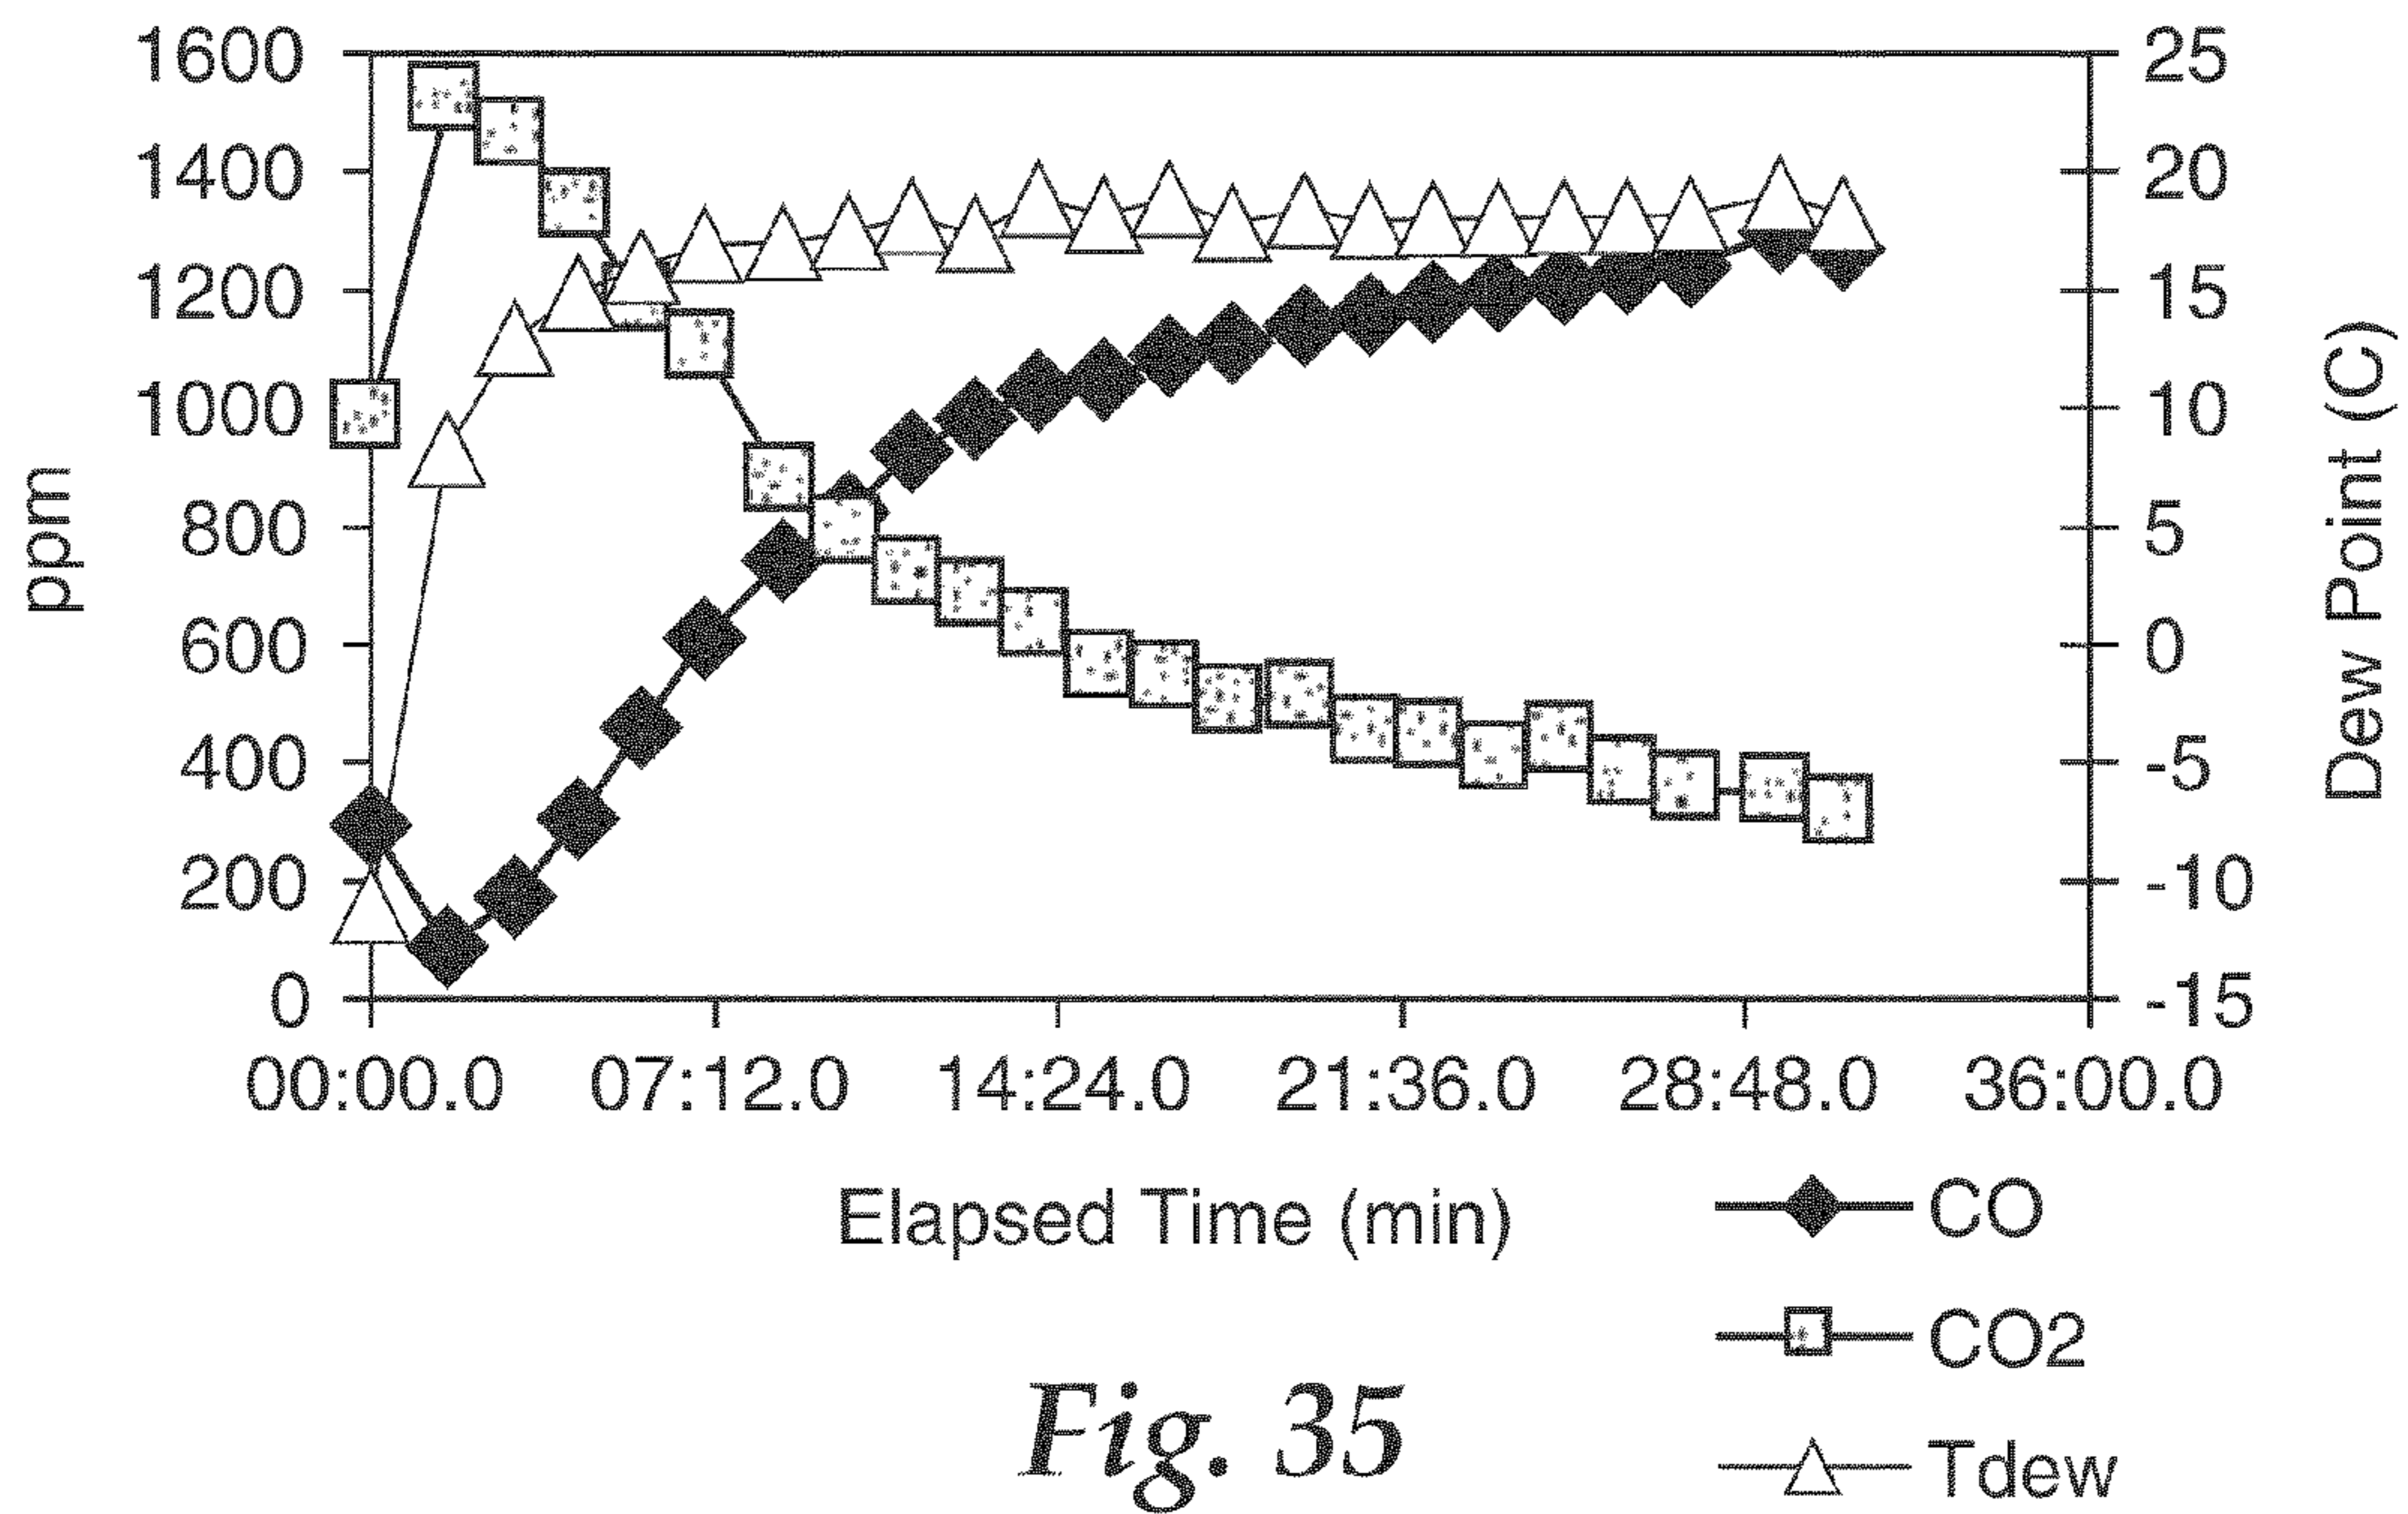 1600
1400
1200
1000
800
600
400
200
0
ppm
25
20
15
10
5
0
-5
-10
-15
Dew Point (C)
00:00.0 07:12.0 14:24.0 21:36.0 28:48.0 36:00.0
Elapsed Time (min)
CO
CO2
Tdew
Fig. 35